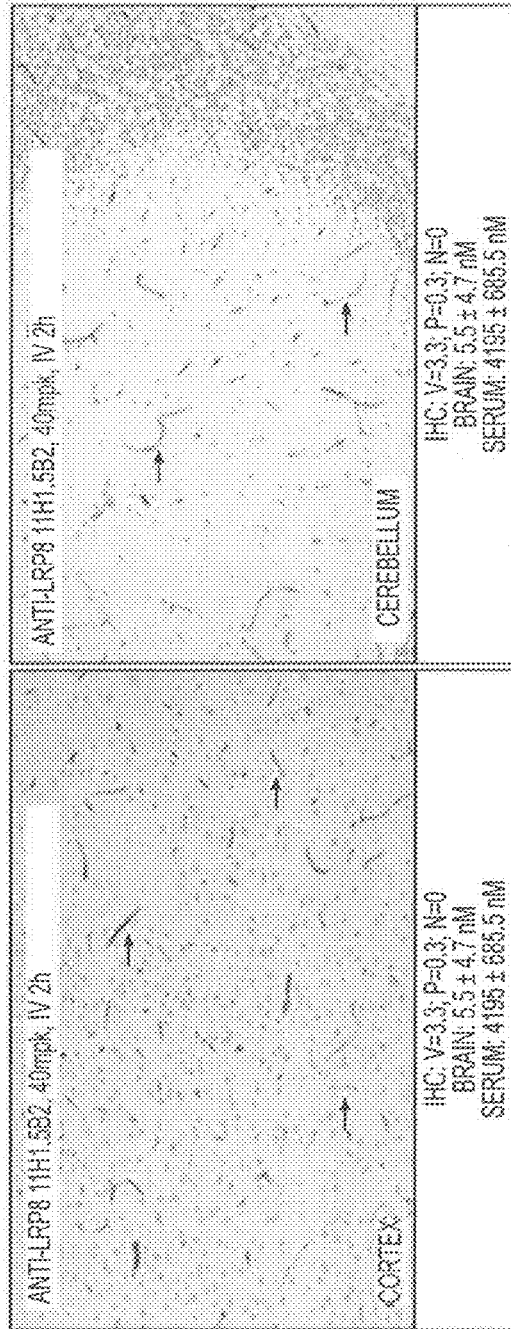 ANTI-LRP8 11H1.5B2, 40mpk, IV 2h
CORTEX
IHC: V=3.3; P=0.3; N=0
BRAIN: 5.5 ± 4.7 nM
SERUM: 4195 ± 685.5 nM
ANTI-LRP8 11H1.5B2, 40mpk, IV 2h
CEREBELLUM
IHC: V=3.3; P=0.3; N=0
BRAIN: 5.5 ± 4.7 nM
SERUM: 4195 ± 685.5 nM